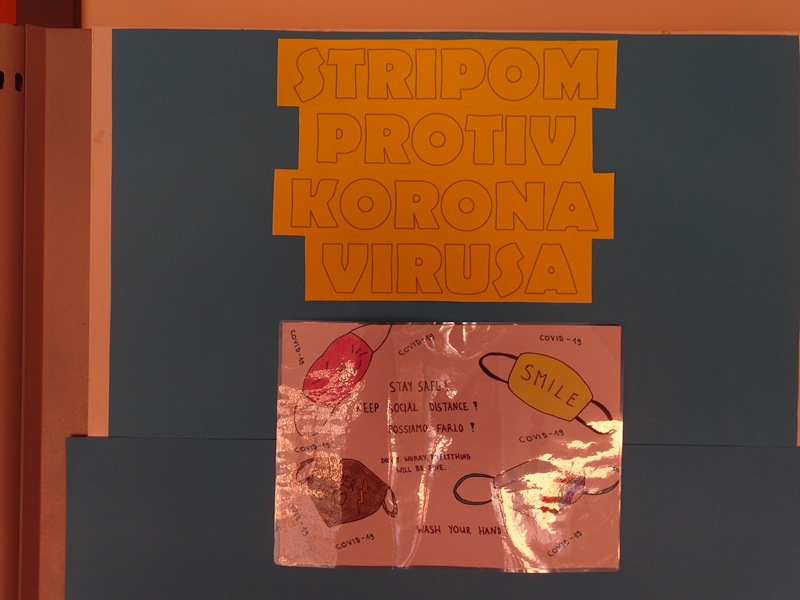 STRIPOM
PROTIV
KORONA
VIRUSA
COVID-19
COVID-19
COVID-19
SMILE
STAY SAFE!
KEEP SOCIAL DISTANCE!
POSSIAMO FARLO!
COVID-19
COVID-19
DON'T WORRY, EVERYTHING
WILL BE FINE.
WASH YOUR HANDS
COVID-19
COVID-19